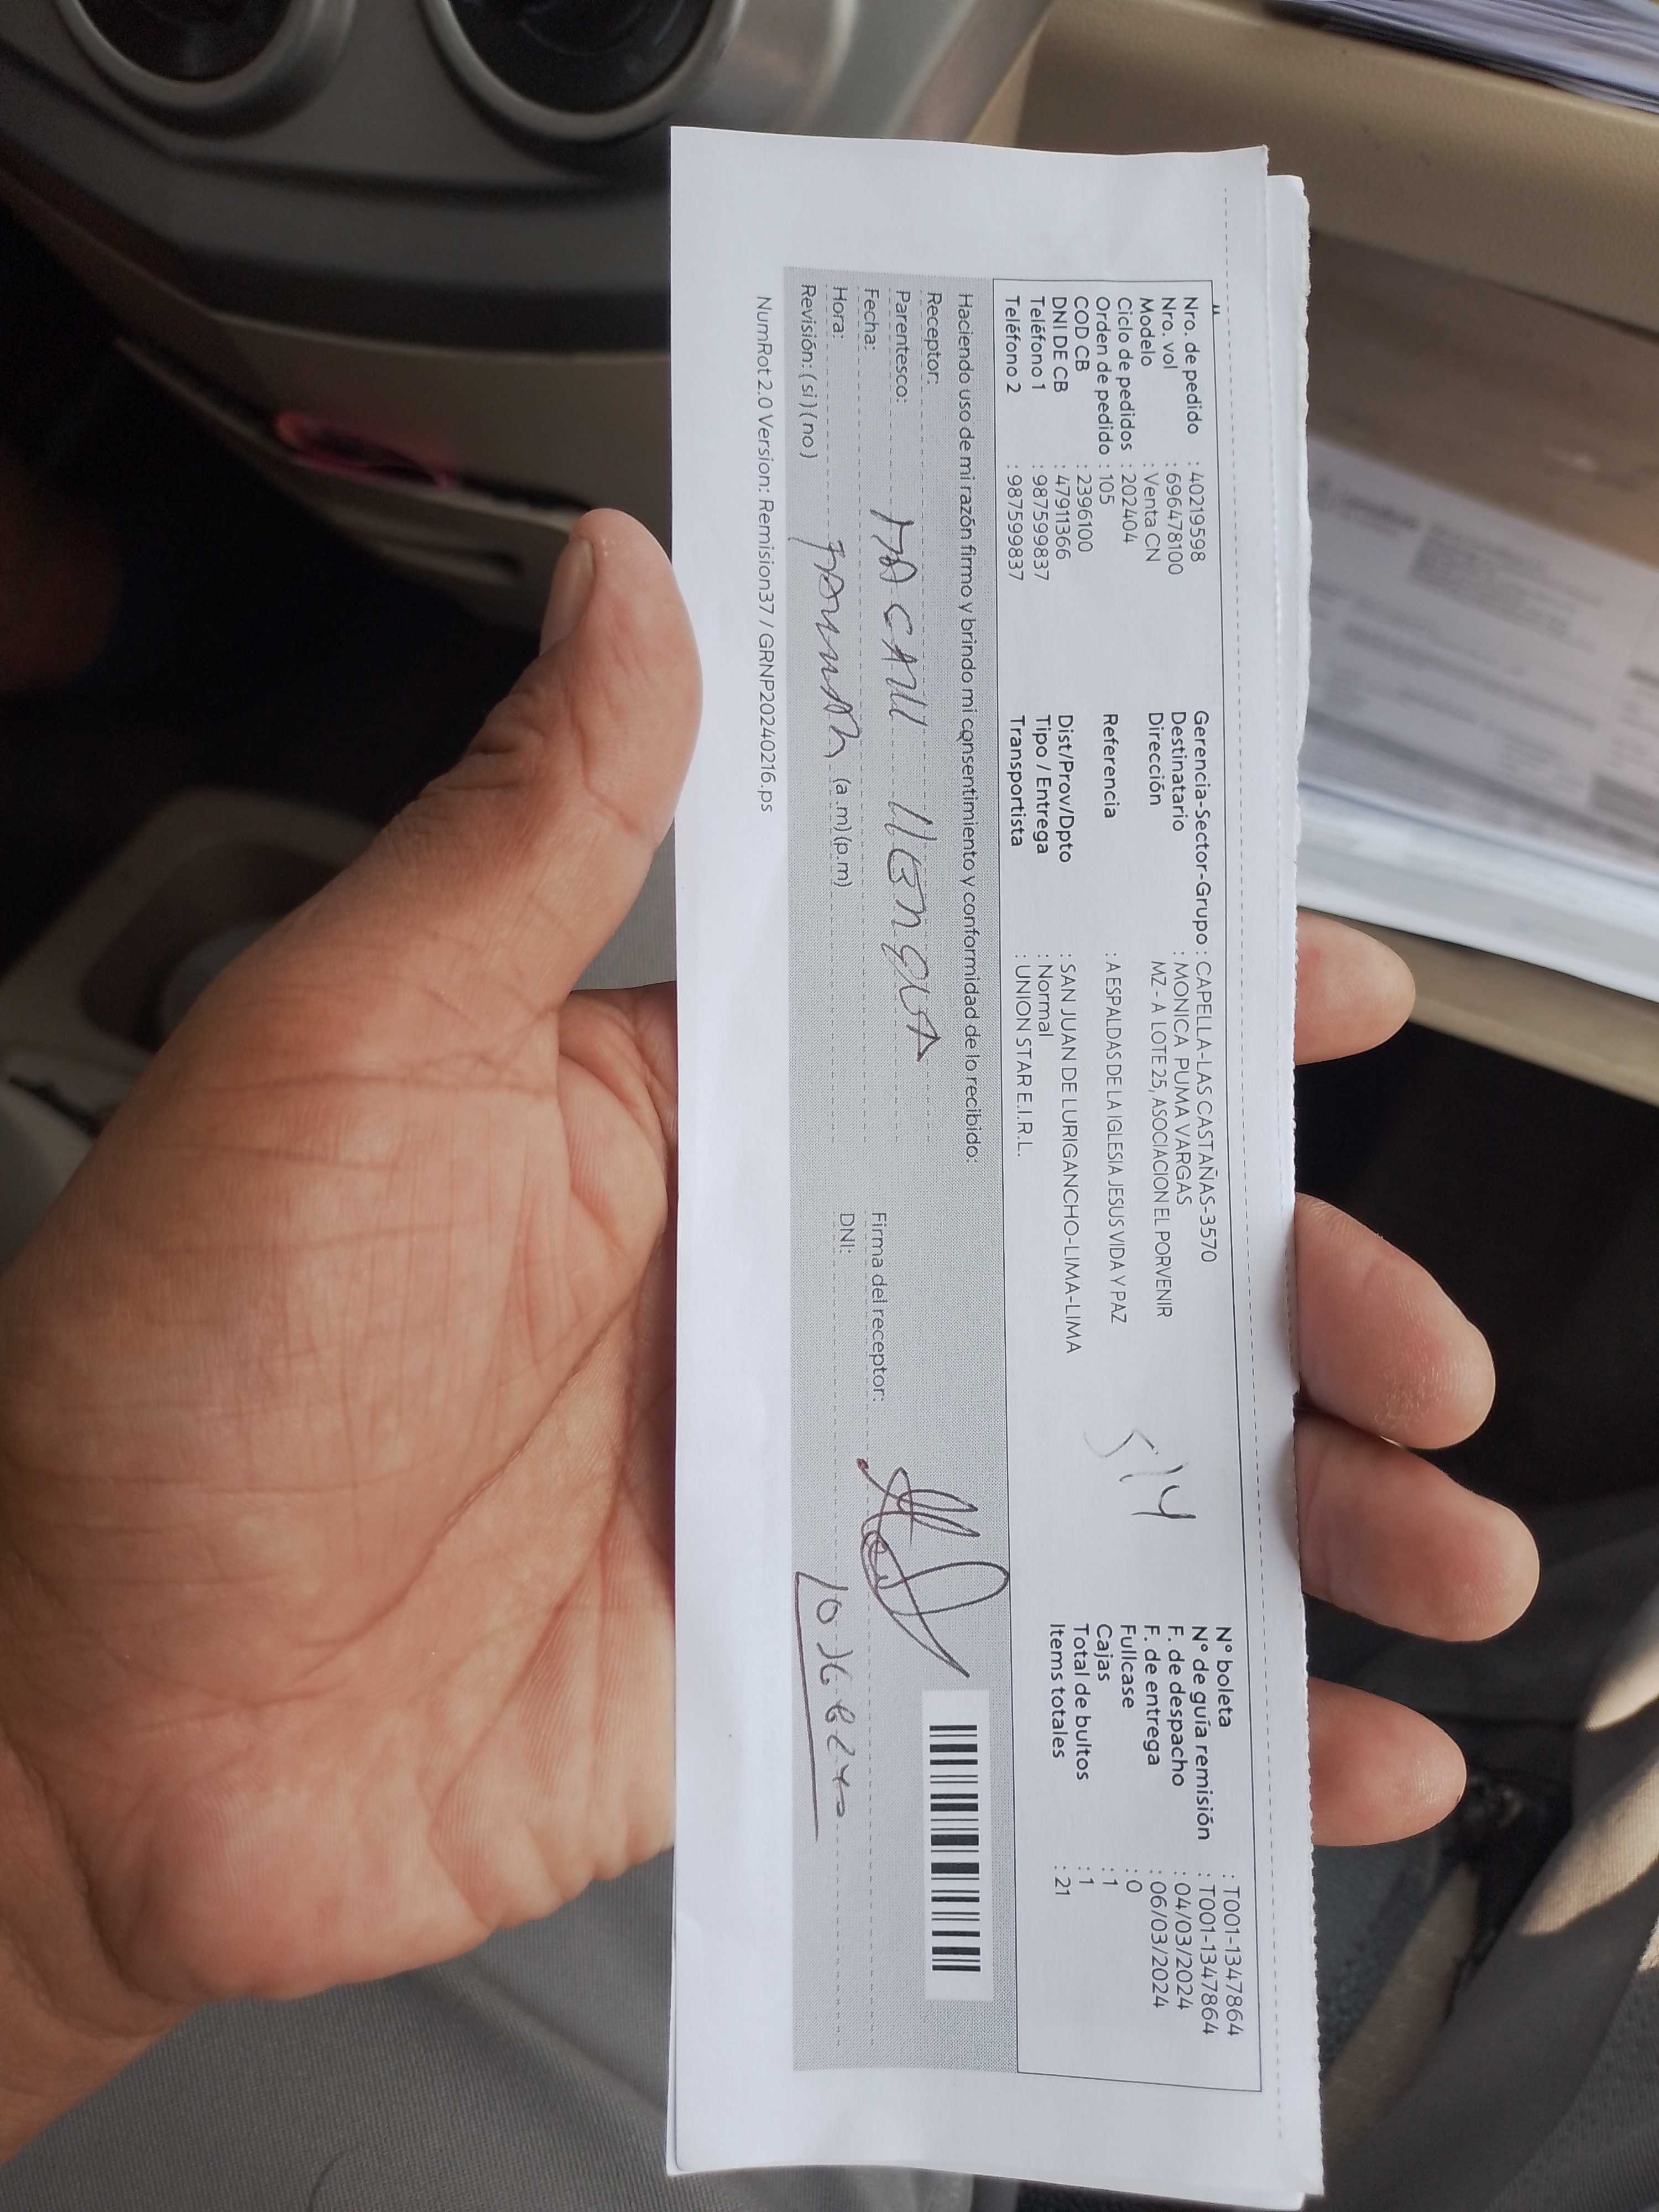 Nro. de pedido : 40219598
Nro. vol : 696478100
Modelo : Venta CN
Ciclo de pedidos : 202404
Orden de pedido : 105
COD CB : 2396100
DNI DE CB : 47911366
Teléfono 1 : 987599837
Teléfono 2 : 987599837
Gerencia-Sector-Grupo : CAPELLA-LAS CASTAÑAS-3570
Destinatario : MONICA PUMA VARGAS
Dirección MZ - A LOTE 25, ASOCIACION EL PORVENIR
Referencia : A ESPALDAS DE LA IGLESIA JESUS VIDA Y PAZ
Dist/Prov/Dpto : SAN JUAN DE LURIGANCHO-LIMA-LIMA
Tipo / Entrega : Normal
Transportista : UNION STAR E.I.R.L.
514
N° boleta : T001-1347864
N° de guía remisión : T001-1347864
F. de despacho : 04/03/2024
F. de entrega : 06/03/2024
Fullcase : 0
Cajas : 1
Total de bultos : 1
Items totales : 21
Haciendo uso de mi razón firmo y brindo mi consentimiento y conformidad de lo recibido:
Receptor:
Parentesco:
Fecha:
Hora: (a.m) (p.m)
Revisión: ( si ) ( no )
Firma del receptor:
DNI:
NumRot 2.0 Version: Remision37 / GRNP20240216.ps